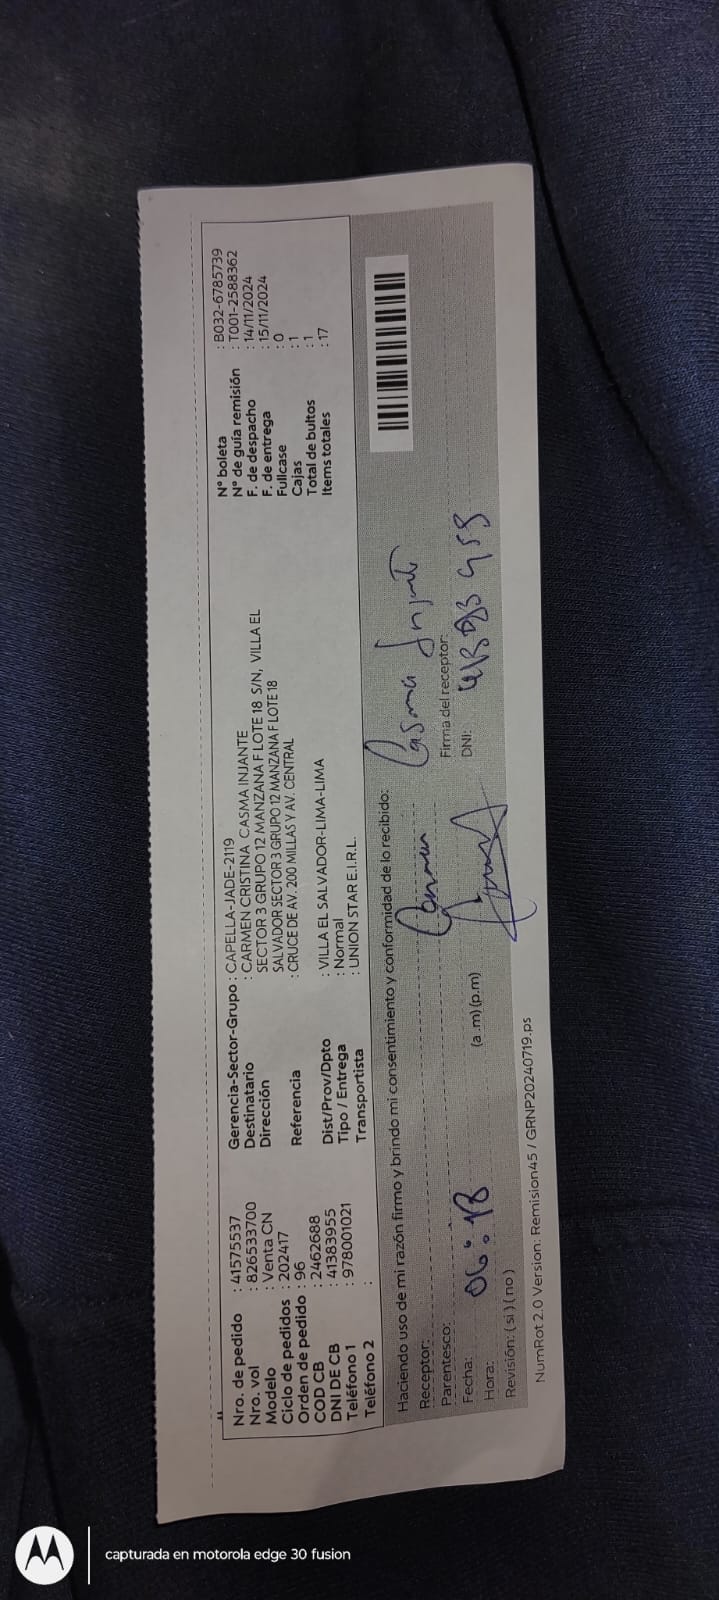 Nro. de pedido : 41575537
Nro. vol : 826533700
Modelo : Venta CN
Ciclo de pedidos : 202417
Orden de pedido : 96
COD CB : 2462688
DNI DE CB : 41383955
Teléfono 1 : 978001021
Teléfono 2 :
Gerencia-Sector-Grupo : CAPELLA-JADE-2119
Destinatario : CARMEN CRISTINA CASMA INJANTE
Dirección : SECTOR 3 GRUPO 12 MANZANA F LOTE 18 S/N, VILLA EL
SALVADOR SECTOR 3 GRUPO 12 MANZANA F LOTE 18
Referencia : CRUCE DE AV. 200 MILLAS Y AV. CENTRAL
Dist/Prov/Dpto : VILLA EL SALVADOR-LIMA-LIMA
Tipo / Entrega : Normal
Transportista : UNION STAR E.I.R.L.
N° boleta : B032-6785739
N° de guía remisión : T001-2588362
F. de despacho : 14/11/2024
F. de entrega : 15/11/2024
Fullcase : 0
Cajas : 1
Total de bultos : 1
Items totales : 17
Haciendo uso de mi razón firmo y brindo mi consentimiento y conformidad de lo recibido:
Receptor: Carmen Casma Injante
Parentesco:
Firma del receptor:
Fecha:
DNI:
Hora: 06:18 (a .m) (p.m)
Revisión: ( si ) ( no )
NumRot 2.0 Version: Remision45 / GRNP20240719.ps
capturada en motorola edge 30 fusion